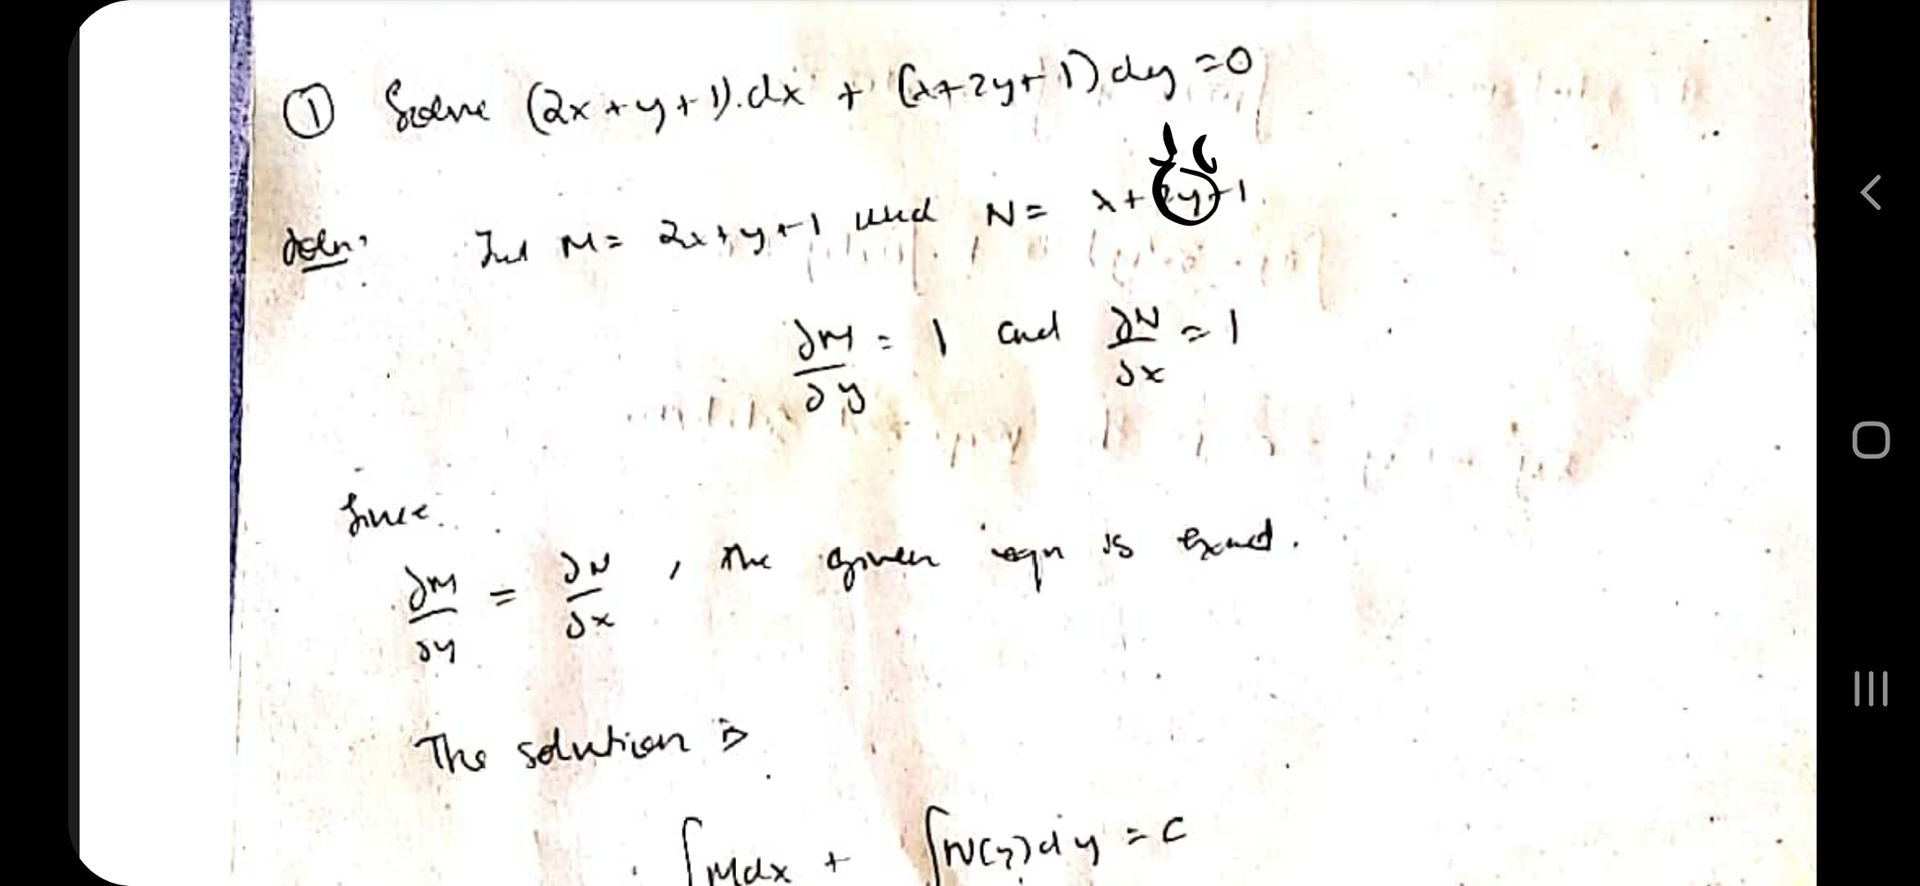 ① Solve (2x + y + 1).dx + (x+2y+1)dy = 0
Soln: Let M = 2x+y+1 and N = x+2y+1
∂M/∂y = 1 and ∂N/∂x = 1
Since
∂M/∂y = ∂N/∂x, the given eqn is exact.
The solution is
∫Mdx + ∫N(y)dy = c